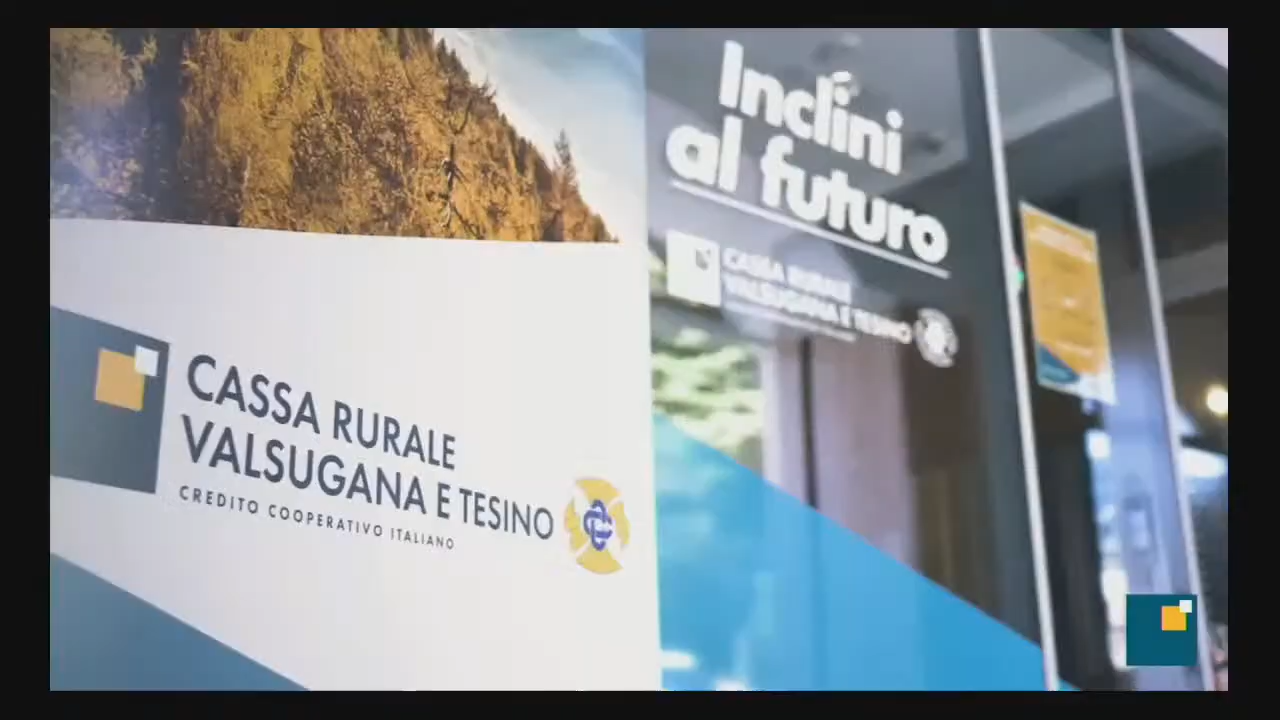 CASSA RURALE
VALSUGANA E TESINO
CREDITO COOPERATIVO ITALIANO
Inclini
al futuro
CASSA RURALE
VALSUGANA E TESINO